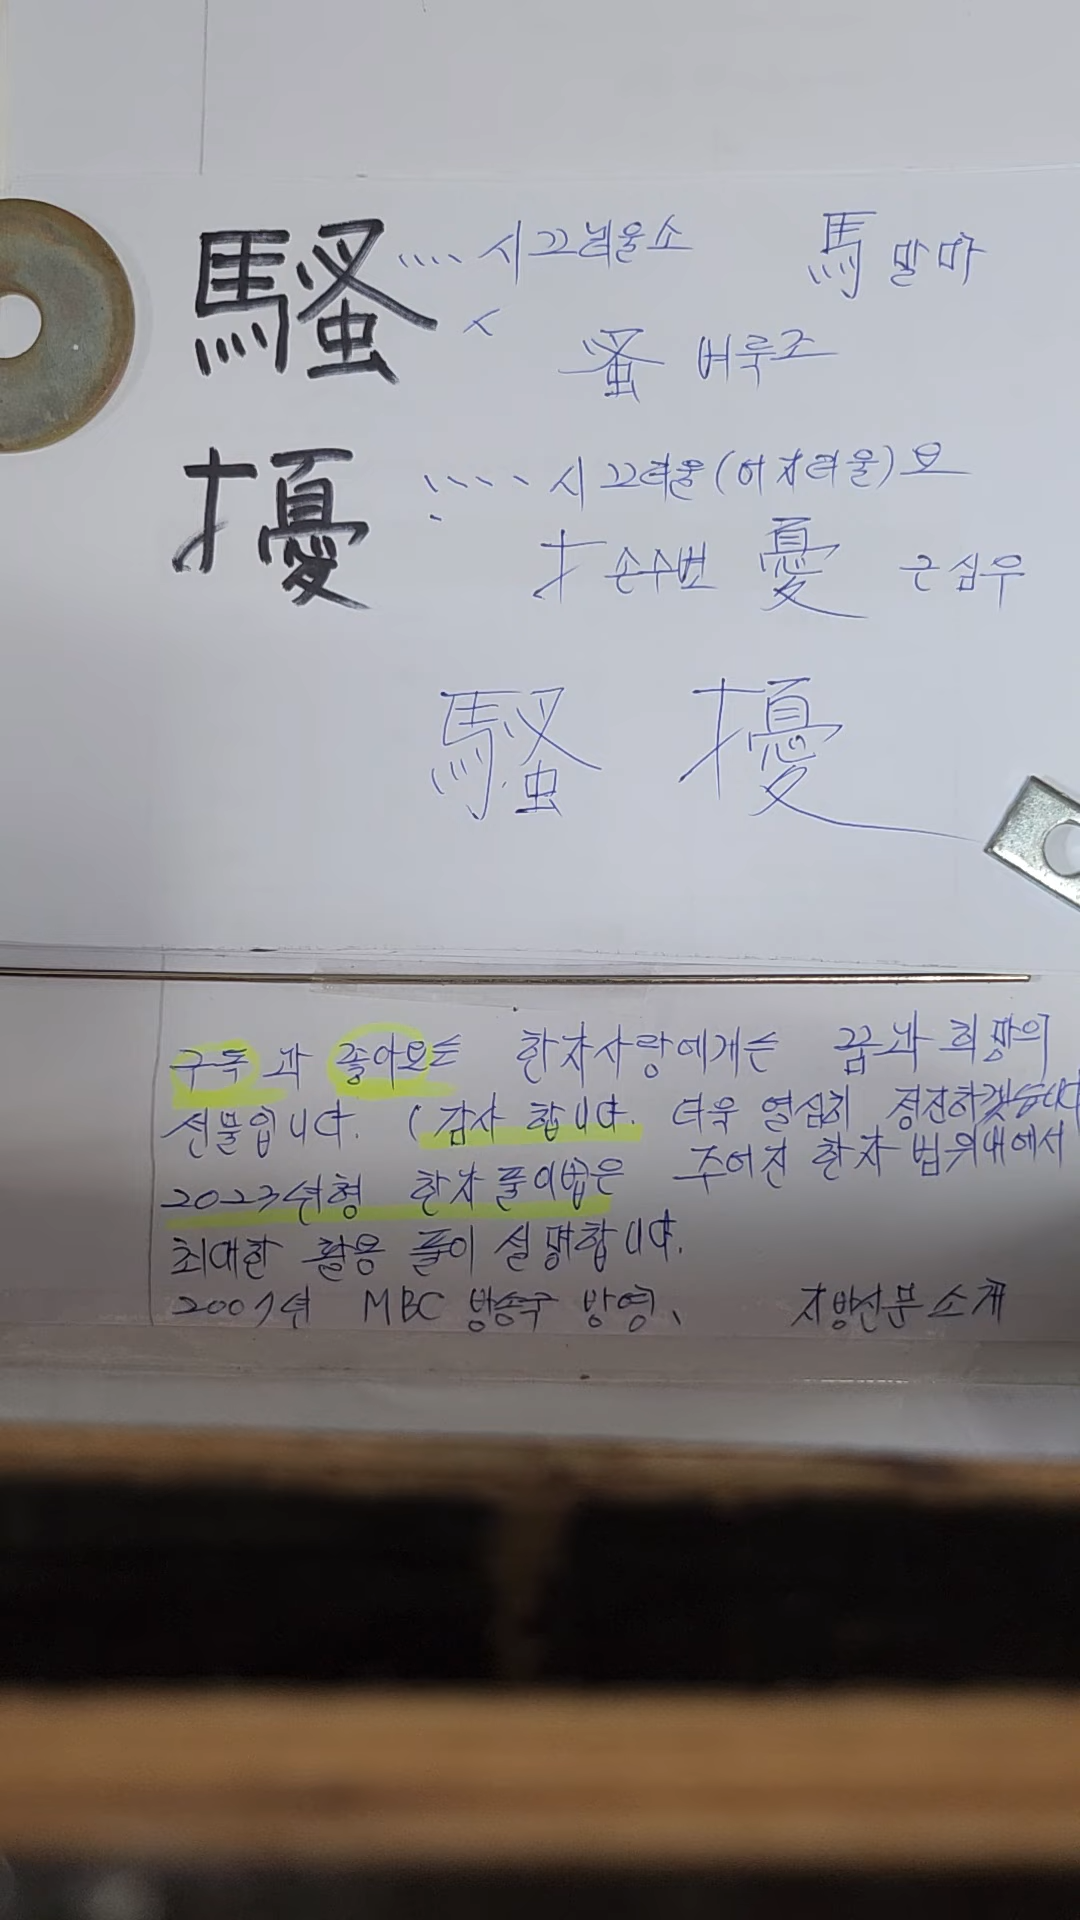 騷 .... 시끄러울소 馬 말마
蚤 벼룩조
擾 .... 시끄러울(어지러울)요
扌 손수변 憂 근심우
騷 擾
구독과 좋아요는 한자사랑에게는 꿈과 희망의
선물입니다. (감사 합니다. 더욱 열심히 정진하겠습니다
2023년형 한자풀이법은 주어진 한자 범위내에서
최대한 활용 풀이 설명합니다.
2007년 MBC 방송국 방영, 지방신문소개